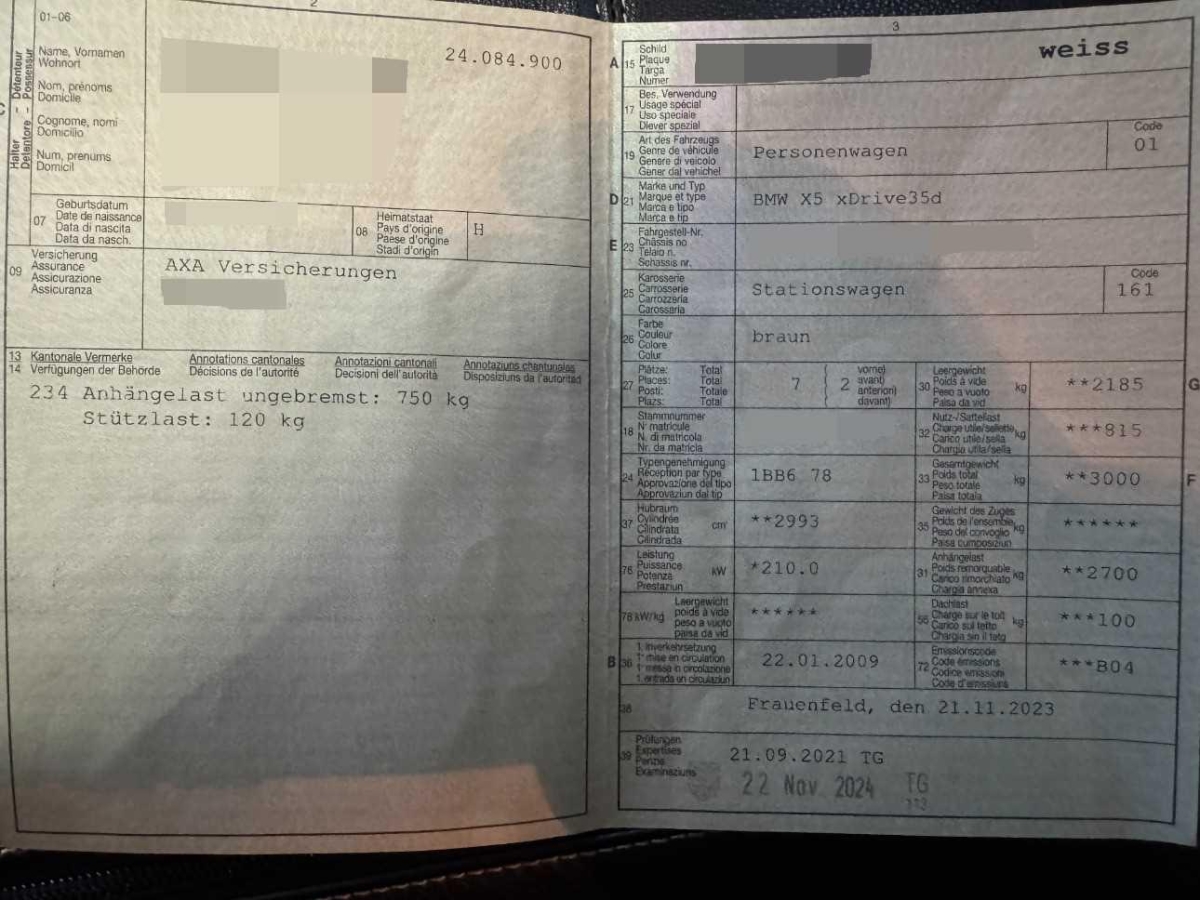 2
01-06
Halter - Détenteur
Detentore - Possessur
Name, Vornamen
Wohnort
Nom, prénoms
Domicile
Cognome, nomi
Domicilio
Num, prenums
Domicil
24.084.900
07
Geburtsdatum
Date de naissance
Data di nascita
Data da nasch.
08
Heimatstaat
Pays d'origine
Paese d'origine
Stadi d'origin
H
09
Versicherung
Assurance
Assicurazione
Assicuranza
AXA Versicherungen
13 Kantonale Vermerke Annotations cantonales Annotazioni cantonali Annotaziuns chantunalas
14 Verfügungen der Behörde Décisions de l'autorité Decisioni dell'autorità Disposiziuns da l'autoritad
234 Anhängelast ungebremst: 750 kg
Stützlast: 120 kg
3
A 15
Schild
Plaque
Targa
Numer
weiss
17
Bes. Verwendung
Usage spécial
Uso speciale
Diever spezial
19
Art des Fahrzeugs
Genre de véhicule
Genere di veicolo
Gener dal vehichel
Personenwagen
Code
01
D 21
Marke und Typ
Marque et type
Marca e tipo
Marca e tip
BMW X5 xDrive35d
E 23
Fahrgestell-Nr.
Châssis no
Telaio n.
Schassis nr.
25
Karosserie
Carrosserie
Carrozzeria
Carossaria
Stationswagen
Code
161
26
Farbe
Couleur
Colore
Colur
braun
27
Plätze: Total
Places: Total
Posti: Totale
Plazs: Total
7
2
vorne)
avant)
anteriori)
davant)
30
Leergewicht
Poids à vide
Peso a vuoto
Paisa da vid
kg
**2185
G
18
Stammnummer
N° matricule
N. di matricola
Nr. da matricla
32
Nutz-/Sattellast
Charge utile/sellette
Carico utile/sella
Chargia utila/sella
kg
***815
24
Typengenehmigung
Réception par type
Approvazione del tipo
Approvaziun dal tip
1BB6 78
33
Gesamtgewicht
Poids total
Peso totale
Paisa totala
kg
**3000
F
37
Hubraum
Cylindrée
Cilindrata
Cilindrada
cm³
**2993
35
Gewicht des Zuges
Poids de l'ensemble
Peso del convoglio
Paisa cumposiziun
kg
******
76
Leistung
Puissance
Potenza
Prestaziun
kW
*210.0
31
Anhängelast
Poids remorquable
Carico rimorchiato
Chargia annexa
kg
**2700
78 kW/kg
Leergewicht
poids à vide
peso a vuoto
paisa da vid
******
55
Dachlast
Charge sur le toit
Carico sul tetto
Chargia sin il tetg
kg
***100
B 36
1. Inverkehrsetzung
1re mise en circulation
1a messa in circolazione
1. entrada en circulaziun
22.01.2009
72
Emissionscode
Code émissions
Codice emissioni
Code d'emissiuns
***B04
38
Frauenfeld, den 21.11.2023
39
Prüfungen
Expertises
Perizie
Examinaziuns
21.09.2021 TG
22 Nov. 2024 TG